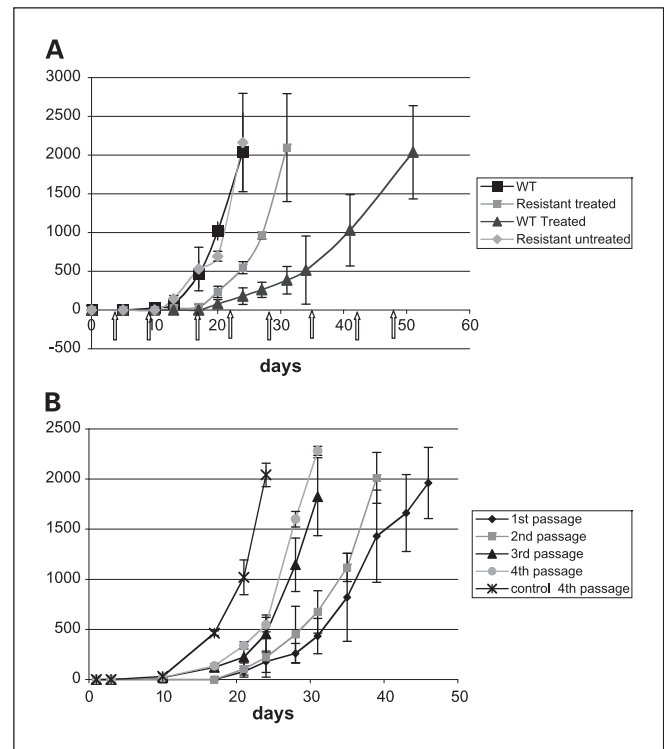 A
3000
2500
2000
1500
1000
500
0
-500
0 10 20 30 40 50 60
days
WT
Resistant treated
WT Treated
Resistant untreated
B
2500
2000
1500
1000
500
0
0 10 20 30 40 50
days
1st passage
2nd passage
3rd passage
4th passage
control 4th passage